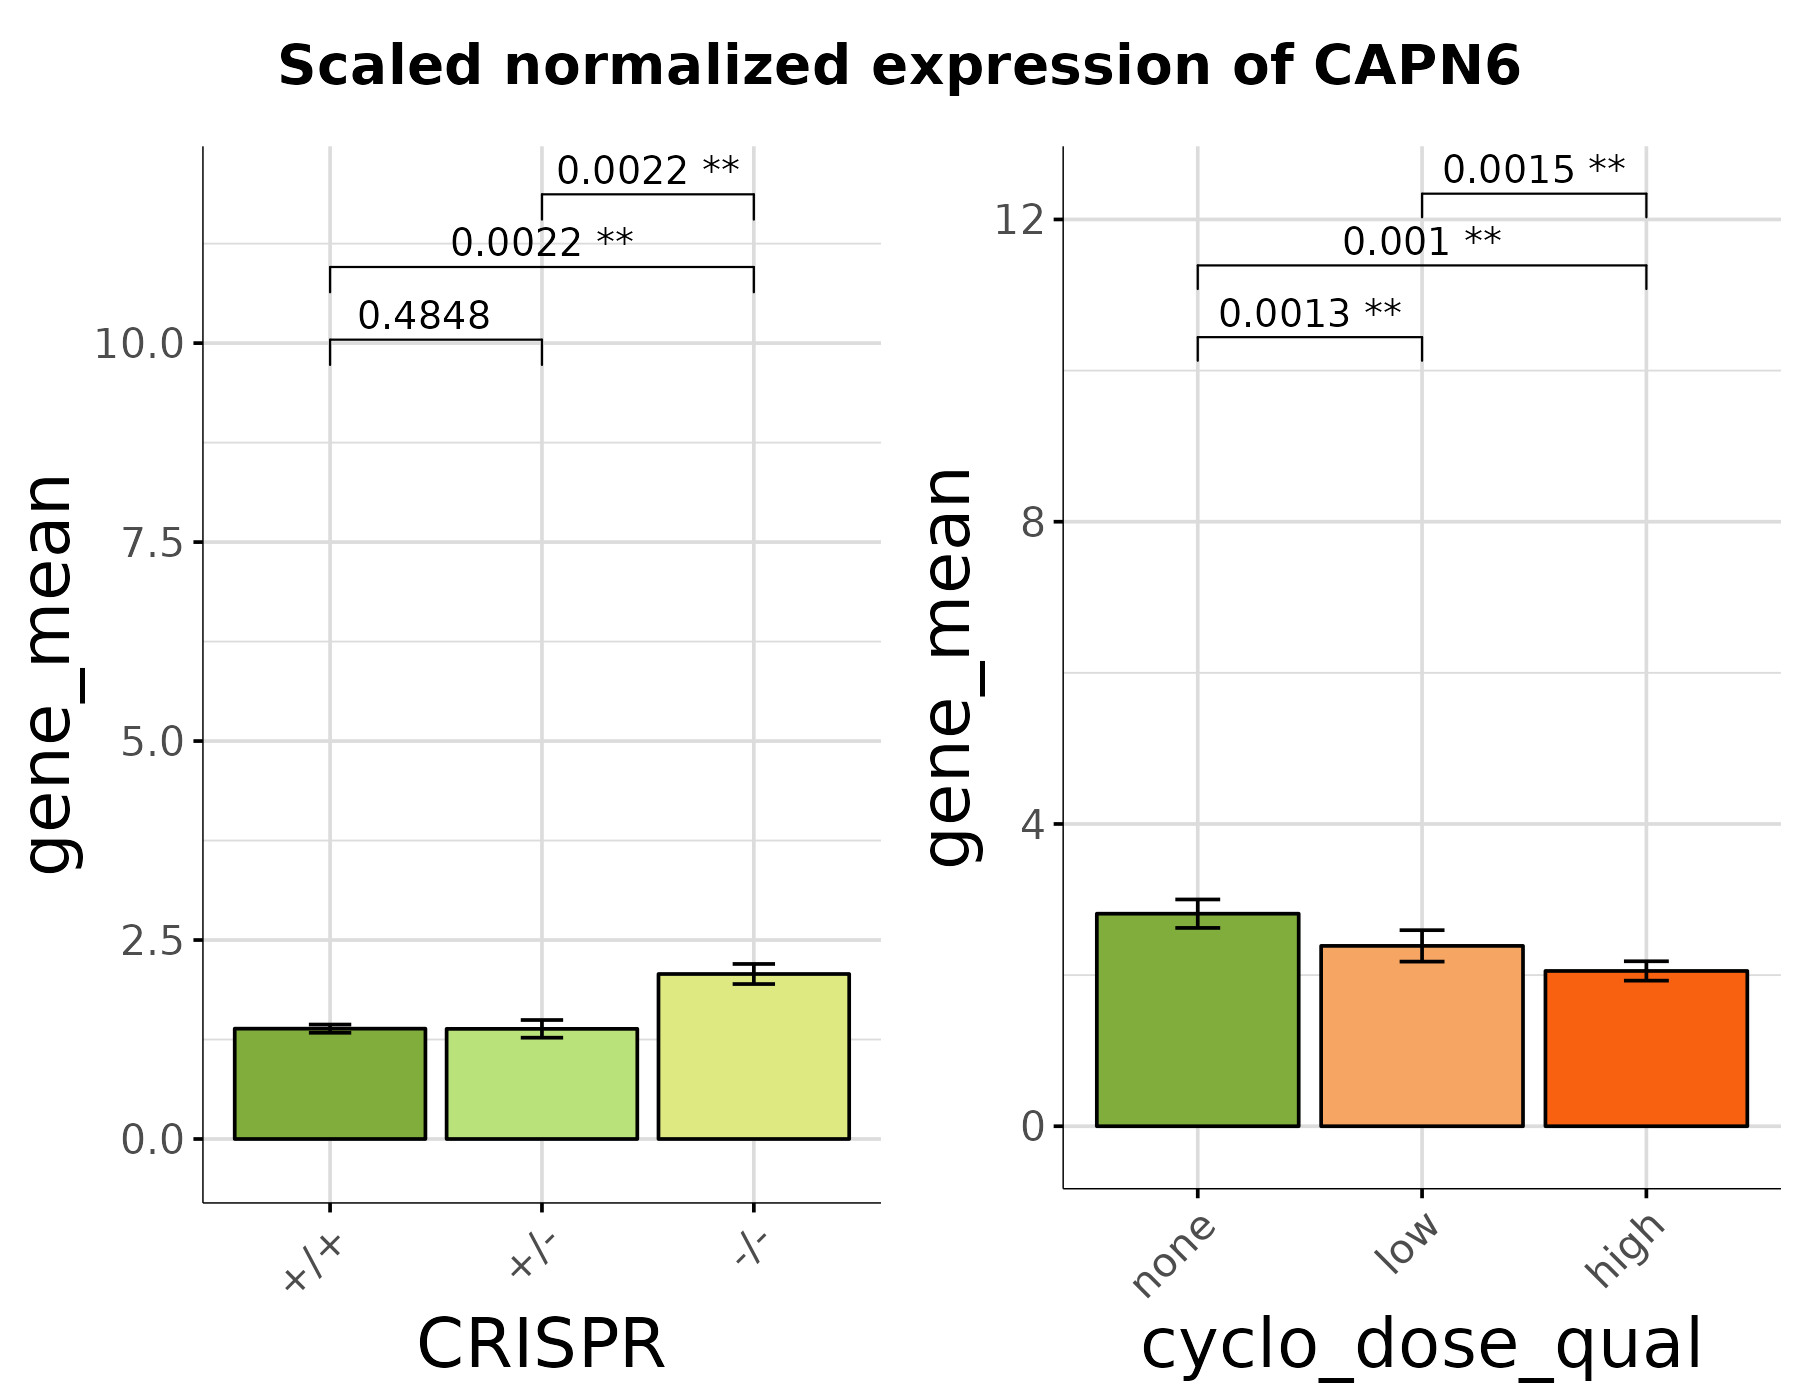 Scaled normalized expression of CAPN6
gene_mean
10.0
7.5
5.0
2.5
0.0
0.0022 **
0.0022 **
0.4848
+/+
+/-
-/-
CRISPR
gene_mean
12
8
4
0
0.0015 **
0.001 **
0.0013 **
none
low
high
cyclo_dose_qual